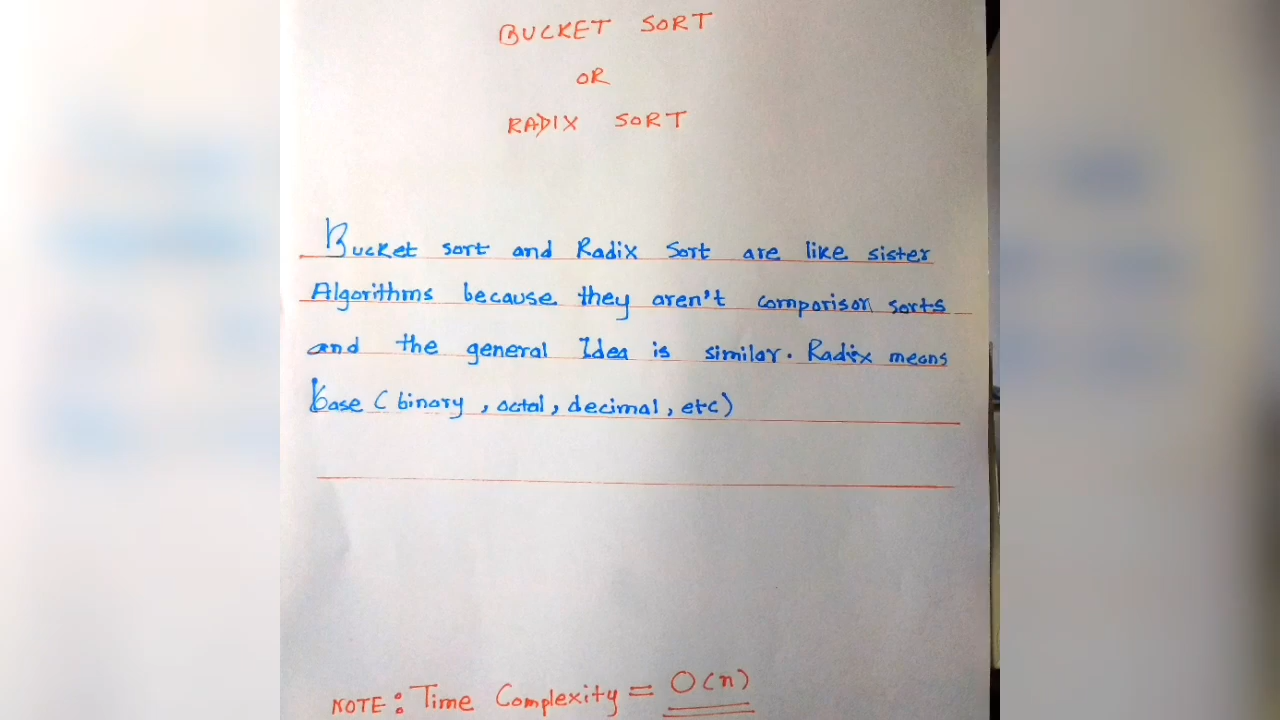 BUCKET SORT
OR
RADIX SORT
Bucket sort and Radix Sort are like sister
Algorithms because they aren't comparison sorts
and the general Idea is similar. Radix means
base (binary, octal, decimal, etc)
NOTE: Time Complexity = O(n)